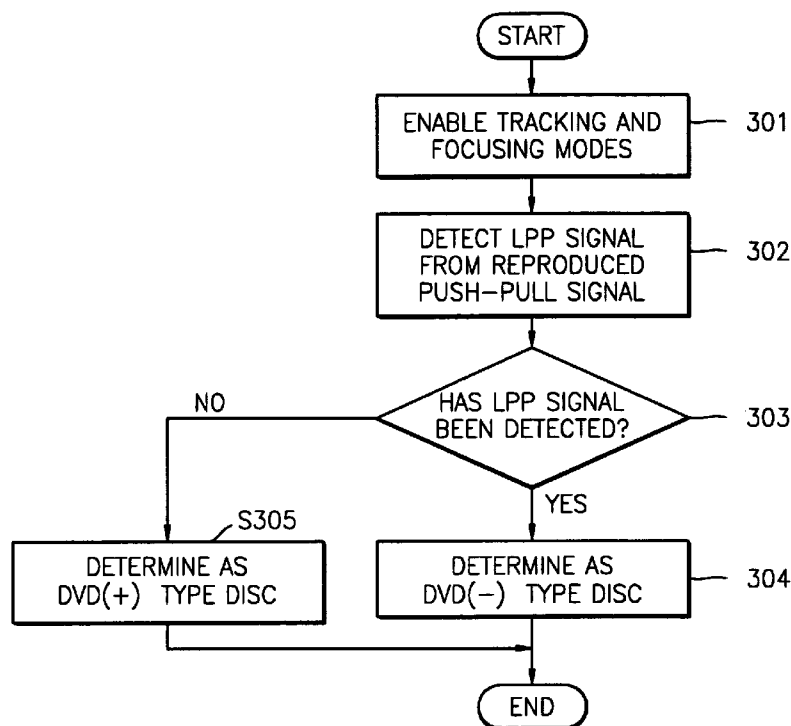 START
ENABLE TRACKING AND
FOCUSING MODES
301
DETECT LPP SIGNAL
FROM REPRODUCED
PUSH-PULL SIGNAL
302
HAS LPP SIGNAL
BEEN DETECTED?
303
NO
YES
S305
DETERMINE AS
DVD(+) TYPE DISC
DETERMINE AS
DVD(-) TYPE DISC
304
END